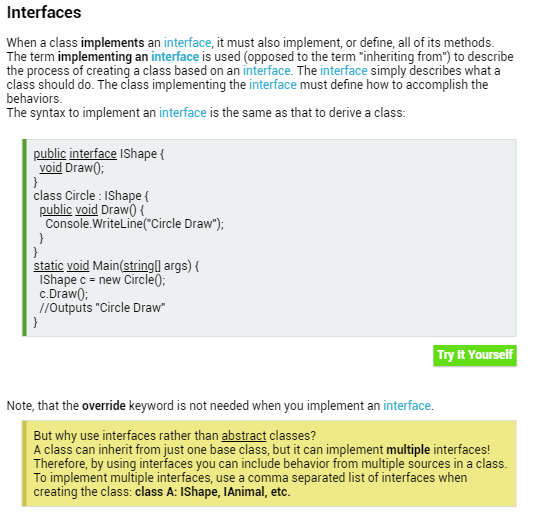 Interfaces
When a class implements an interface, it must also implement, or define, all of its methods.
The term implementing an interface is used (opposed to the term "inheriting from") to describe
the process of creating a class based on an interface. The interface simply describes what a
class should do. The class implementing the interface must define how to accomplish the
behaviors.
The syntax to implement an interface is the same as that to derive a class:
public interface IShape {
void Draw();
}
class Circle : IShape {
public void Draw() {
Console.WriteLine("Circle Draw");
}
}
static void Main(string[] args) {
IShape c = new Circle();
c.Draw();
//Outputs "Circle Draw"
}
Try It Yourself
Note, that the override keyword is not needed when you implement an interface.
But why use interfaces rather than abstract classes?
A class can inherit from just one base class, but it can implement multiple interfaces!
Therefore, by using interfaces you can include behavior from multiple sources in a class.
To implement multiple interfaces, use a comma separated list of interfaces when
creating the class: class A: IShape, IAnimal, etc.